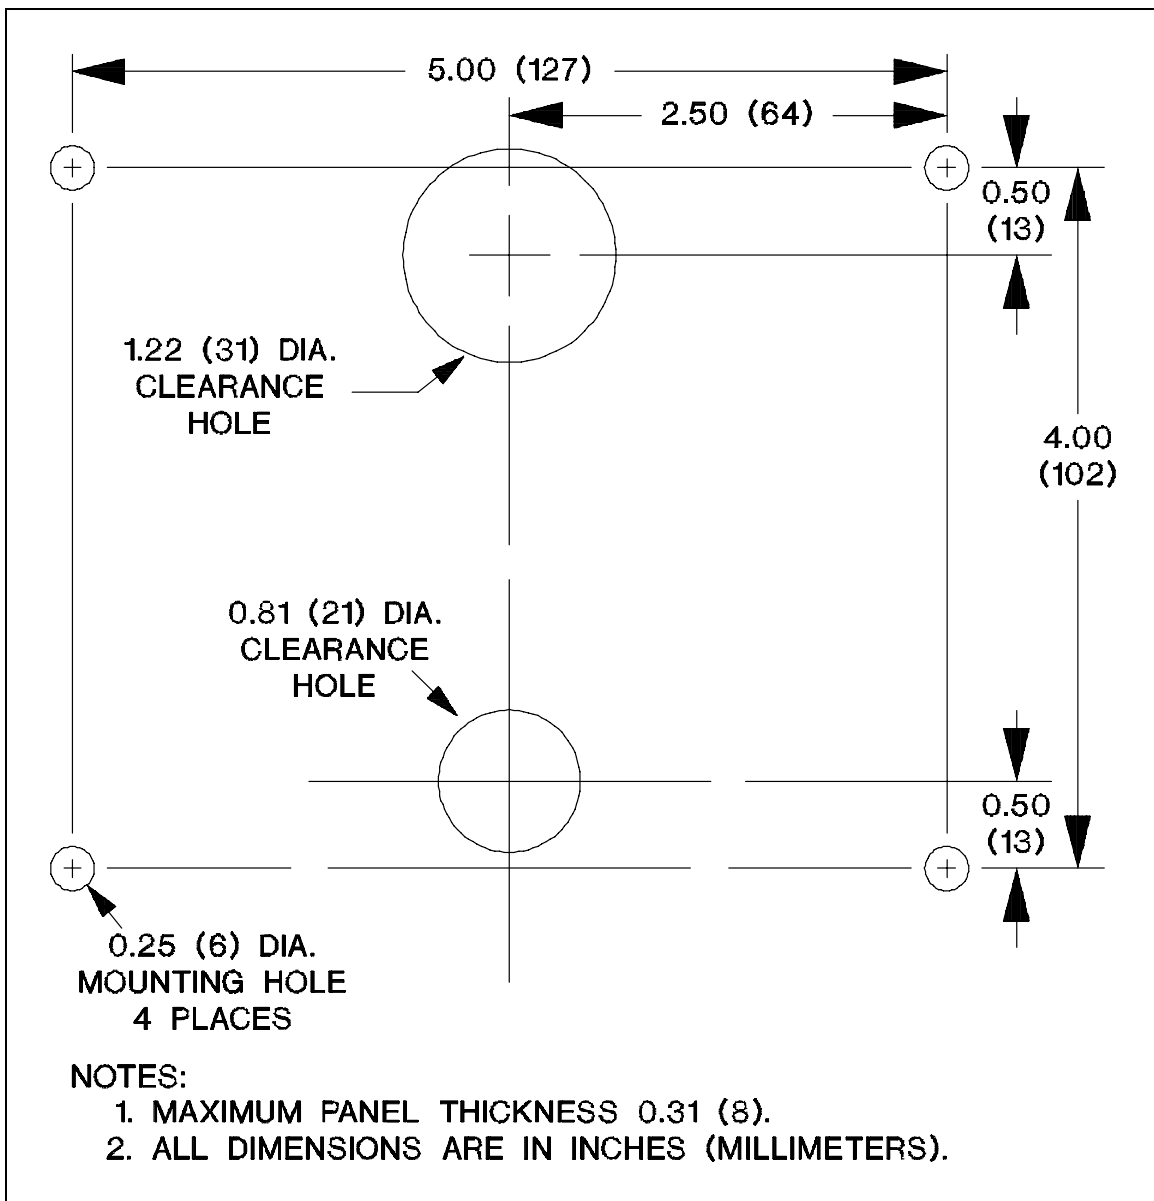 5.00 (127)
2.50 (64)
0.50
(13)
1.22 (31) DIA.
CLEARANCE
HOLE
4.00
(102)
0.81 (21) DIA.
CLEARANCE
HOLE
0.50
(13)
0.25 (6) DIA.
MOUNTING HOLE
4 PLACES
NOTES:
1. MAXIMUM PANEL THICKNESS 0.31 (8).
2. ALL DIMENSIONS ARE IN INCHES (MILLIMETERS).